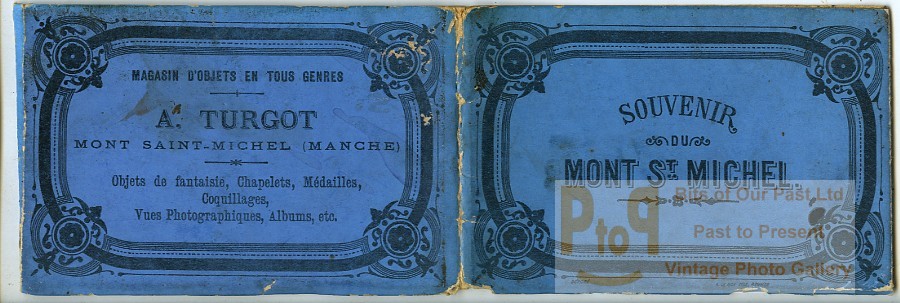 MAGASIN D'OBJETS EN TOUS GENRES
A. TURGOT
MONT SAINT-MICHEL (MANCHE)
Objets de fantaisie, Chapelets, Médailles,
Coquillages,
Vues Photographiques, Albums, etc.
SOUVENIR
DU
MONT ST MICHEL.
PtoP
Bits of Our Past Ltd
Past to Present
Vintage Photo Gallery